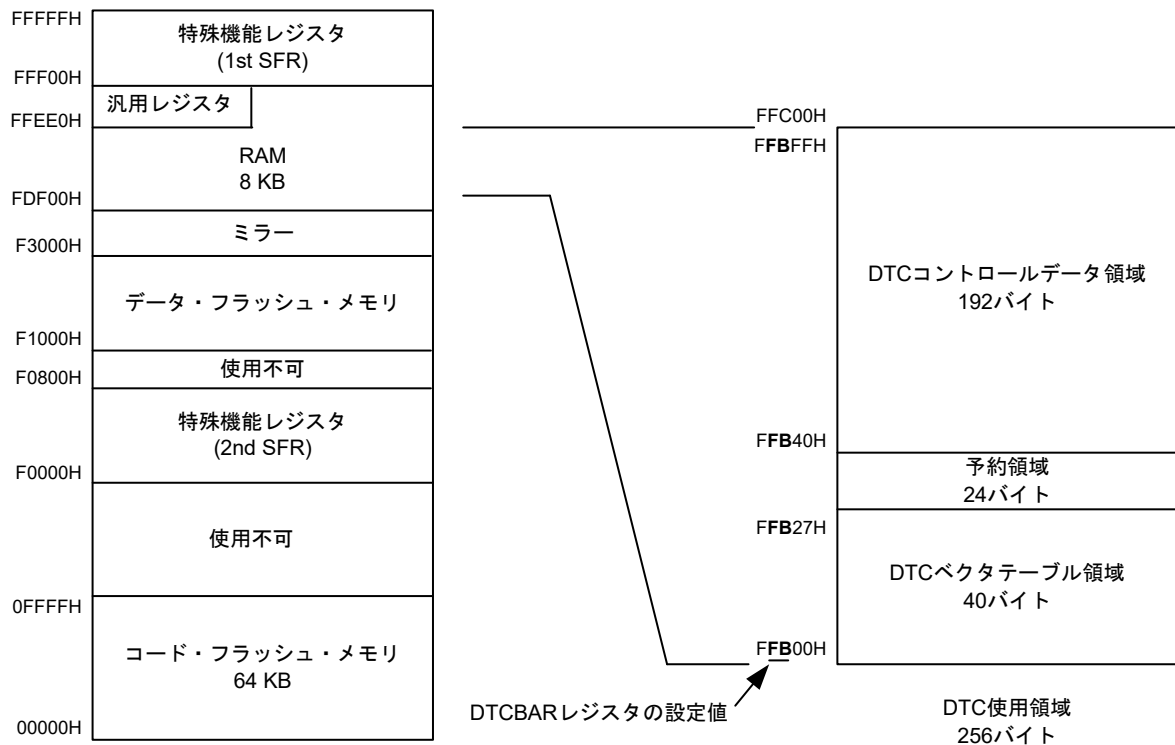 FFFFFH
特殊機能レジスタ
(1st SFR)
FFF00H
汎用レジスタ
FFEE0H
RAM
8 KB
FDF00H
ミラー
F3000H
データ・フラッシュ・メモリ
F1000H
使用不可
F0800H
特殊機能レジスタ
(2nd SFR)
F0000H
使用不可
0FFFFH
コード・フラッシュ・メモリ
64 KB
00000H
FFC00H
FFBFFH
DTCコントロールデータ領域
192バイト
FFB40H
予約領域
24バイト
FFB27H
DTCベクタテーブル領域
40バイト
FFB00H
DTCBARレジスタの設定値
DTC使用領域
256バイト